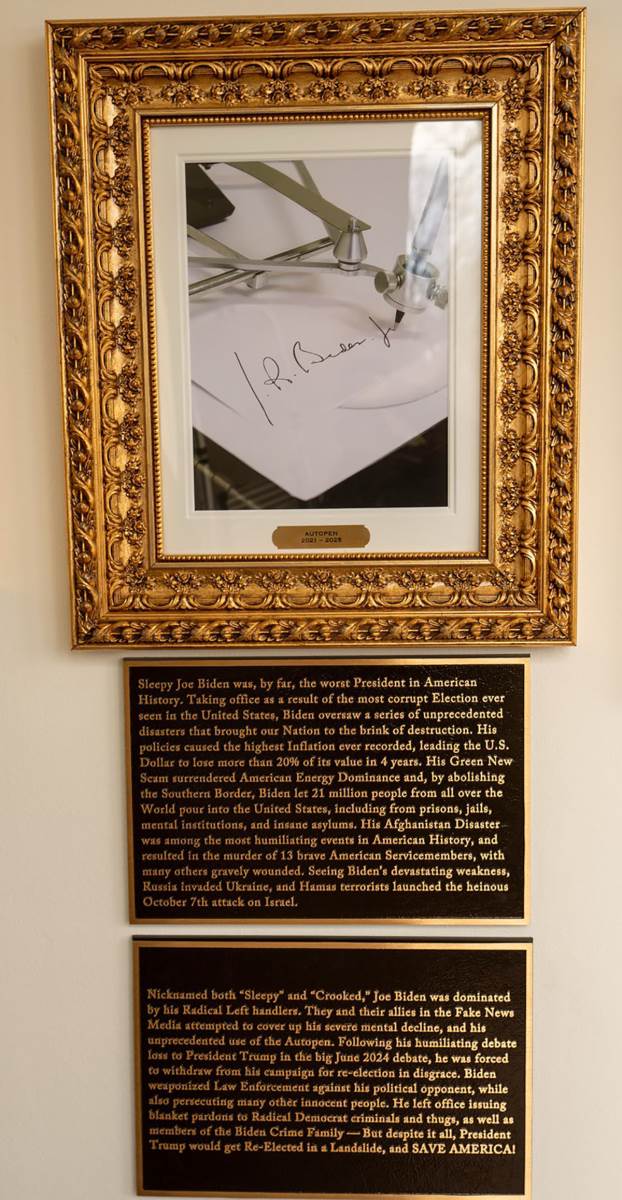 J. R. Biden. Jr
AUTOPEN
2021 - 2025
Sleepy Joe Biden was, by far, the worst President in American
History. Taking office as a result of the most corrupt Election ever
seen in the United States, Biden oversaw a series of unprecedented
disasters that brought our Nation to the brink of destruction. His
policies caused the highest Inflation ever recorded, leading the U.S.
Dollar to lose more than 20% of its value in 4 years. His Green New
Scam surrendered American Energy Dominance and, by abolishing
the Southern Border, Biden let 21 million people from all over the
World pour into the United States, including from prisons, jails,
mental institutions, and insane asylums. His Afghanistan Disaster
was among the most humiliating events in American History, and
resulted in the murder of 13 brave American Servicemembers, with
many others gravely wounded. Seeing Biden's devastating weakness,
Russia invaded Ukraine, and Hamas terrorists launched the heinous
October 7th attack on Israel.
Nicknamed both "Sleepy" and "Crooked," Joe Biden was dominated
by his Radical Left handlers. They and their allies in the Fake News
Media attempted to cover up his severe mental decline, and his
unprecedented use of the Autopen. Following his humiliating debate
loss to President Trump in the big June 2024 debate, he was forced
to withdraw from his campaign for re-election in disgrace. Biden
weaponized Law Enforcement against his political opponent, while
also persecuting many other innocent people. He left office issuing
blanket pardons to Radical Democrat criminals and thugs, as well as
members of the Biden Crime Family — But despite it all, President
Trump would get Re-Elected in a Landslide, and SAVE AMERICA!